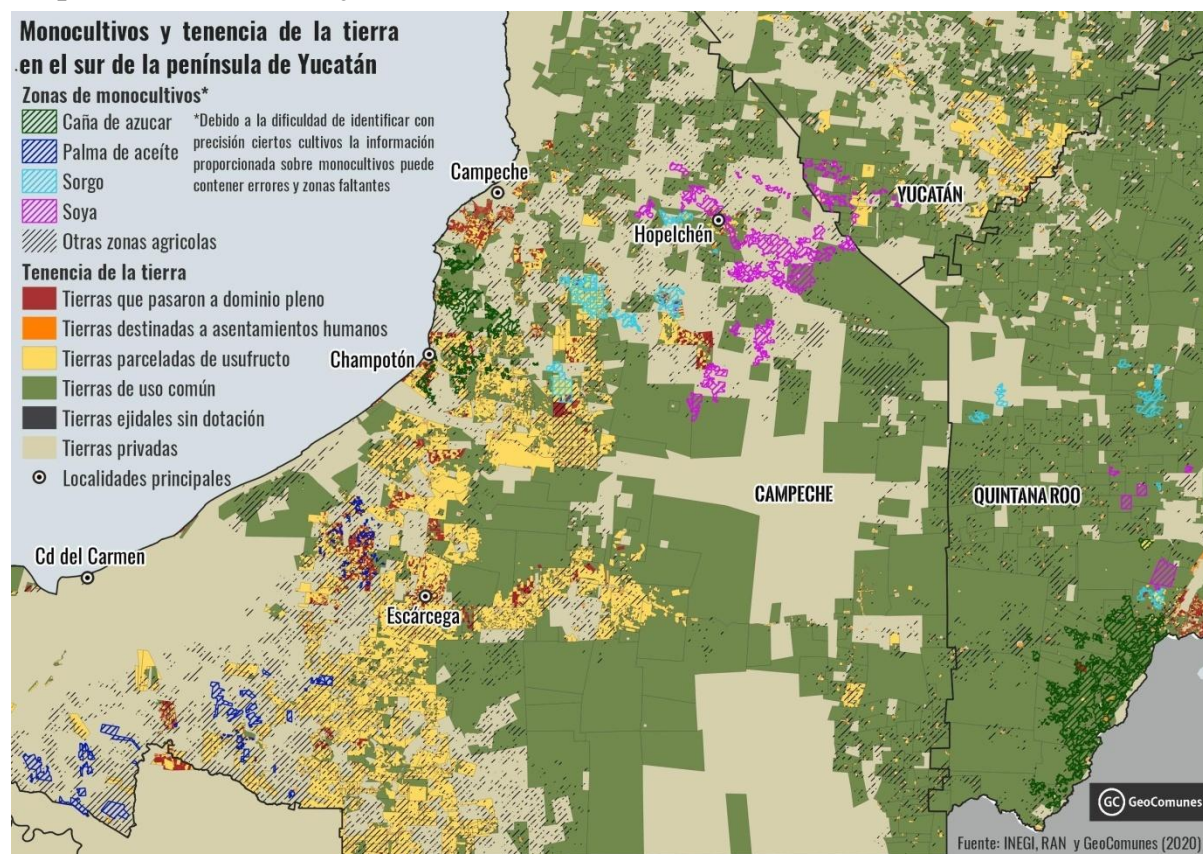 Monocultivos y tenencia de la tierra
en el sur de la península de Yucatán
Zonas de monocultivos*
Caña de azucar
Palma de aceíte
Sorgo
Soya
Otras zonas agricolas
*Debido a la dificultad de identificar con
precisión ciertos cultivos la información
proporcionada sobre monocultivos puede
contener errores y zonas faltantes
Tenencia de la tierra
Tierras que pasaron a dominio pleno
Tierras destinadas a asentamientos humanos
Tierras parceladas de usufructo
Tierras de uso común
Tierras ejidales sin dotación
Tierras privadas
Localidades principales
Campeche
Hopelchén
YUCATÁN
Champotón
CAMPECHE
QUINTANA ROO
Cd del Carmen
Escárcega
GC GeoComunes
Fuente: INEGI, RAN y GeoComunes (2020)